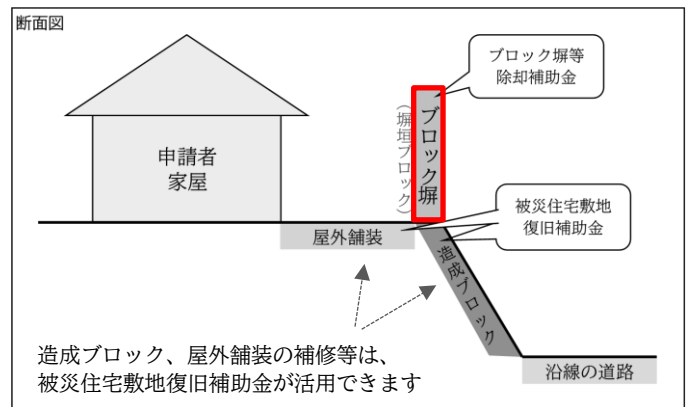 断面図
ブロック塀等
除却補助金
ブロック塀
（塀垣ブロック）
申請者
家屋
被災住宅敷地
復旧補助金
屋外舗装
造成ブロック
造成ブロック、屋外舗装の補修等は、
被災住宅敷地復旧補助金が活用できます
沿線の道路